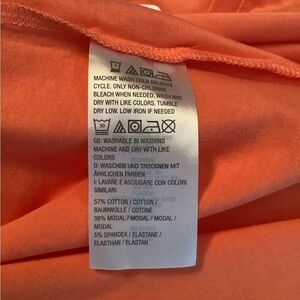 MACHINE WASH COLD DELICATE
CYCLE. ONLY NON-CHLORINE
BLEACH WHEN NEEDED. WASH AND
DRY WITH LIKE COLORS. TUMBLE
DRY LOW. LOW IRON IF NEEDED
30
GB: WASHABLE IN WASHING
MACHINE AND DRY WITH LIKE
COLORS
D: WASCHEN UND TROCKNEN MIT
ÄHNLICHEN FARBEN
I: LAVARE E ASCIUGARE CON COLORI
SIMILARI
57% COTTON / COTTON /
BAUMWOLLE / COTONE
38% MODAL / MODAL / MODAL /
MODAL
5% SPANDEX / ELASTANE /
ELASTHAN / ELASTAN